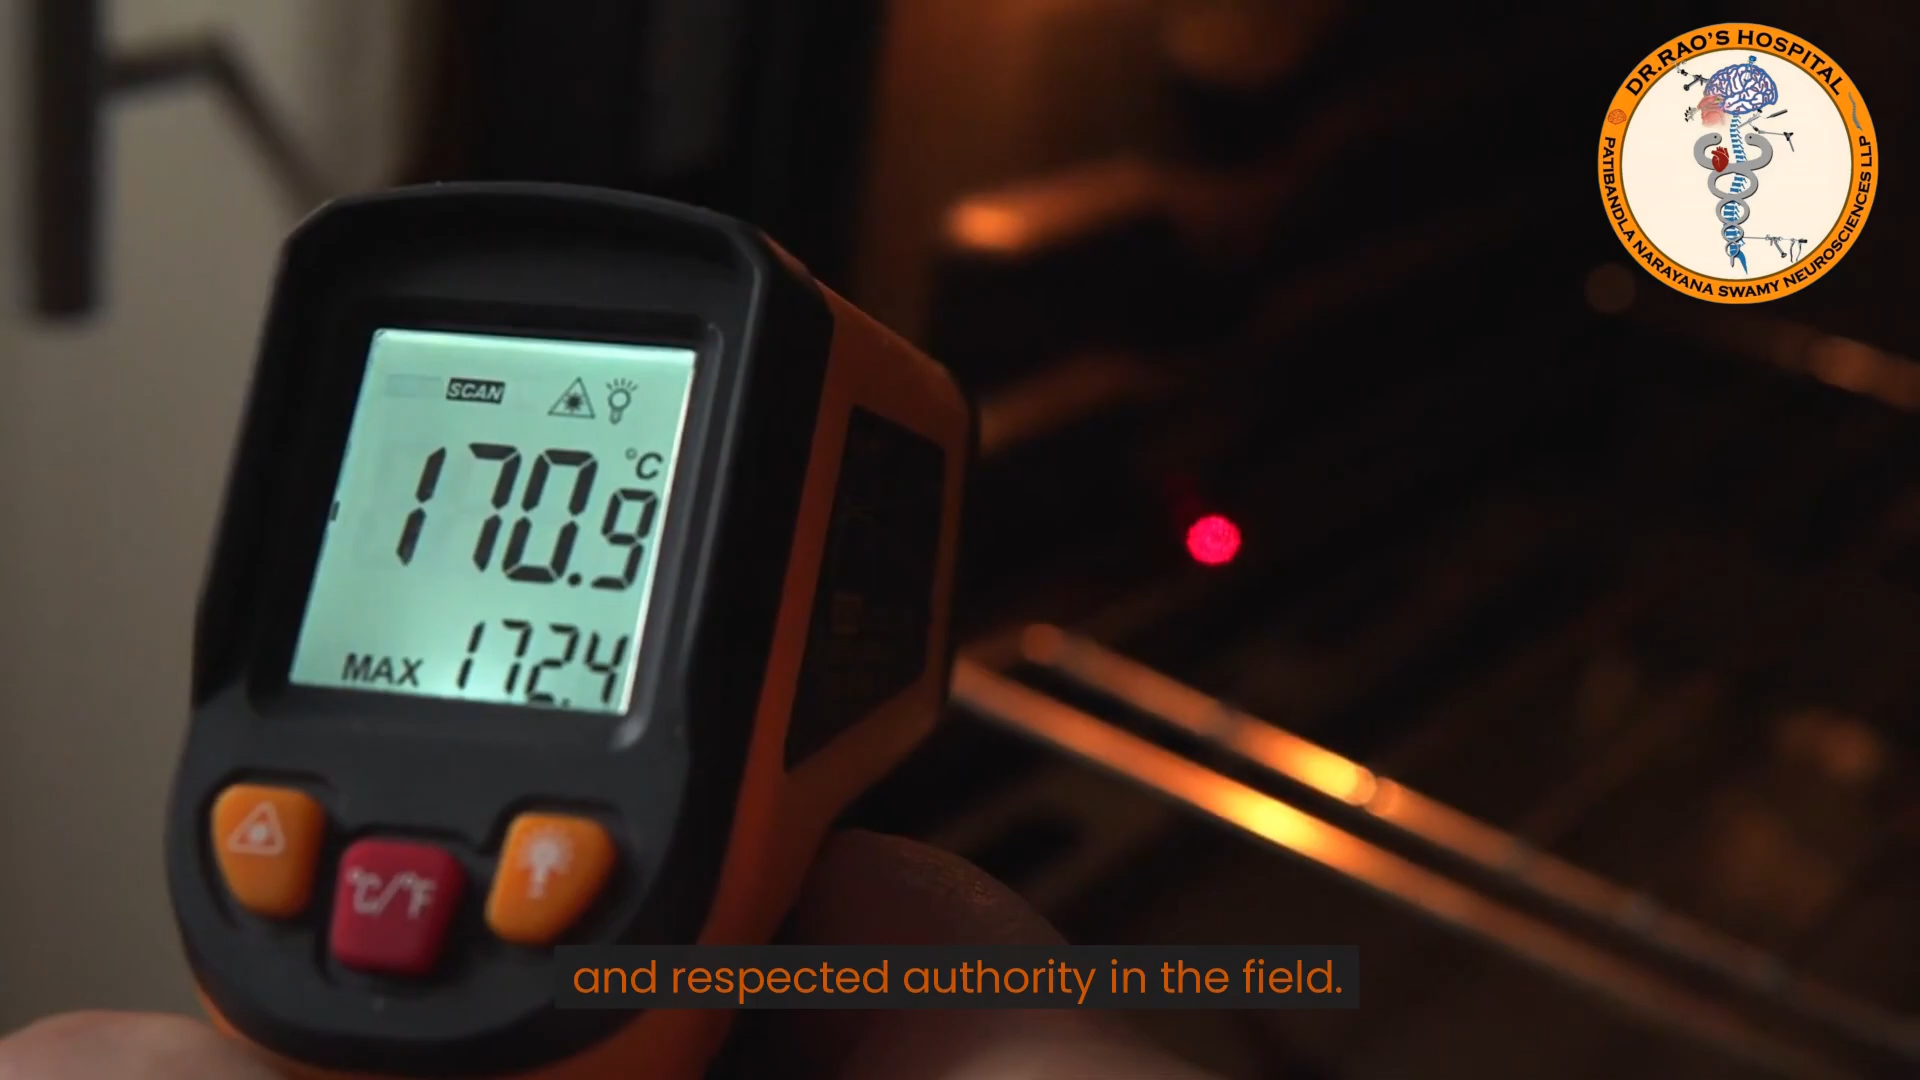 DR.RAO'S HOSPITAL
PATIBANDLA NARAYANA SWAMY NEUROSCIENCES LLP
SCAN
170.9 °C
MAX 172.4
°C/°F
and respected authority in the field.